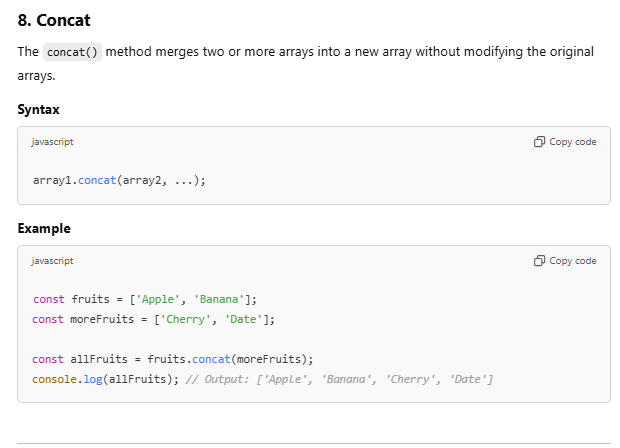 8. Concat
The concat() method merges two or more arrays into a new array without modifying the original
arrays.
Syntax
javascript Copy code
array1.concat(array2, ...);
Example
javascript Copy code
const fruits = ['Apple', 'Banana'];
const moreFruits = ['Cherry', 'Date'];
const allFruits = fruits.concat(moreFruits);
console.log(allFruits); // Output: ['Apple', 'Banana', 'Cherry', 'Date']